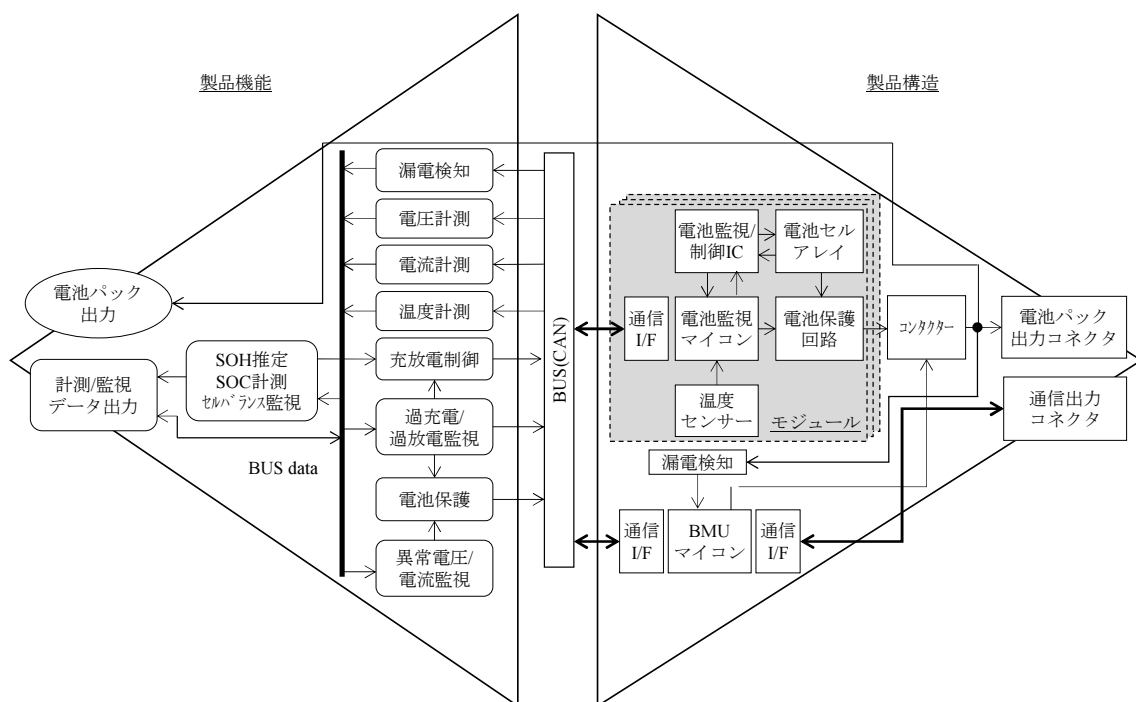 製品機能
製品構造
漏電検知
電圧計測
電流計測
温度計測
充放電制御
過充電/
過放電監視
電池保護
異常電圧/
電流監視
電池パック
出力
計測/監視
データ出力
SOH推定
SOC計測
セルバランス監視
BUS data
BUS(CAN)
電池監視/
制御IC
電池セル
アレイ
通信
I/F
電池監視
マイコン
電池保護
回路
温度
センサー
モジュール
コンタクター
電池パック
出力コネクタ
通信出力
コネクタ
漏電検知
通信
I/F
BMU
マイコン
通信
I/F